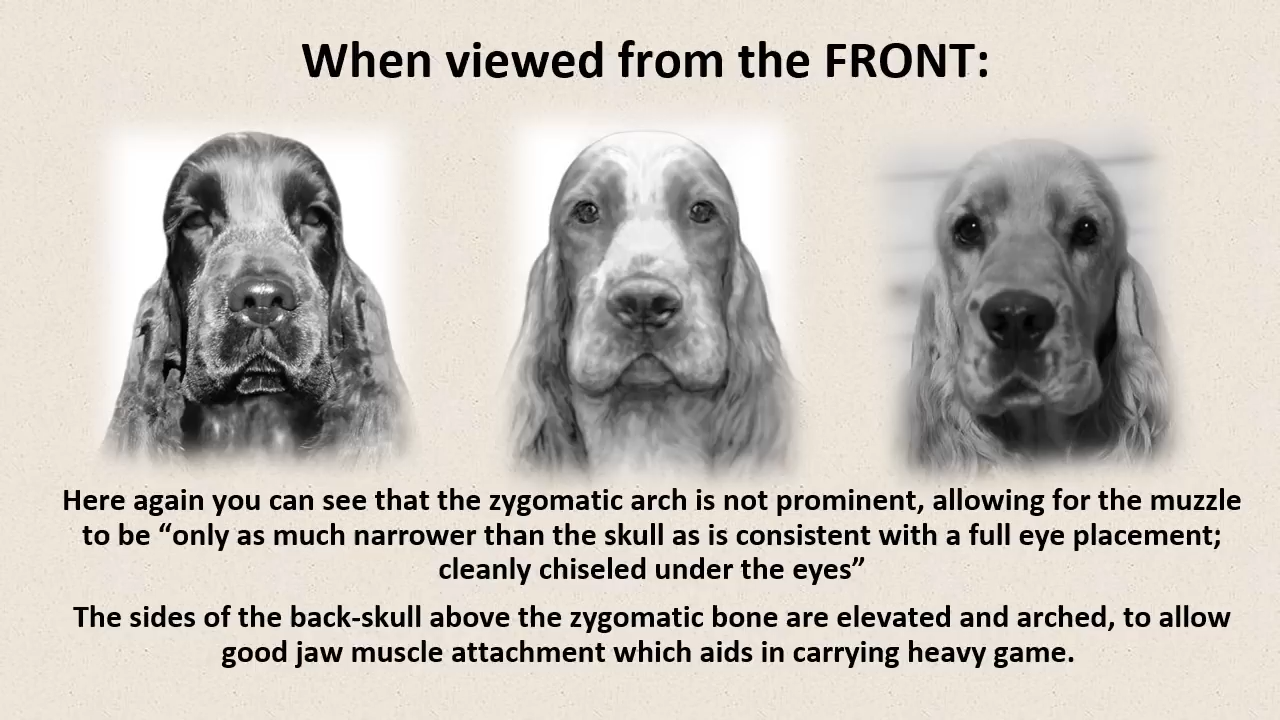 When viewed from the FRONT:
Here again you can see that the zygomatic arch is not prominent, allowing for the muzzle
to be “only as much narrower than the skull as is consistent with a full eye placement;
cleanly chiseled under the eyes”
The sides of the back-skull above the zygomatic bone are elevated and arched, to allow
good jaw muscle attachment which aids in carrying heavy game.